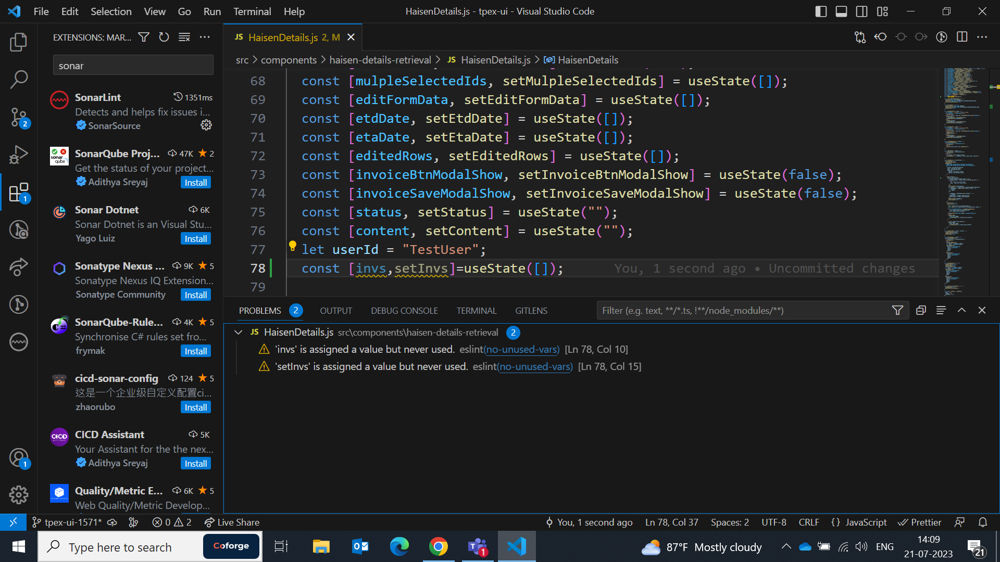 File Edit Selection View Go Run Terminal Help
HaisenDetails.js - tpex-ui - Visual Studio Code
EXTENSIONS: MAR...
JS HaisenDetails.js 2, M
sonar
src > components > haisen-details-retrieval > JS HaisenDetails.js > HaisenDetails
SonarLint 1351ms
Detects and helps fix issues i...
SonarSource
SonarQube Proj... 47K 2
Get the status of your project...
Adithya Sreyaj Install
Sonar Dotnet 6K
Sonar Dotnet is an Visual Stu...
Yago Luiz Install
Sonatype Nexus ... 9K 5
Sonatype Nexus IQ Extension...
Sonatype Community Install
SonarQube-Rule... 4K 5
Synchronise C# rules set fro...
frymak Install
cicd-sonar-config 124 5
这是一个企业级自定义配置ci...
zhaorubo Install
CICD Assistant 5K
Your Assistant for the the nex...
Adithya Sreyaj Install
Quality/Metric E... 6K 5
Web Quality/Metric Develop...
68 const [mulpleSelectedIds, setMulpleSelectedIds] = useState([]);
69 const [editFormData, setEditFormData] = useState([]);
70 const [etdDate, setEtdDate] = useState([]);
71 const [etaDate, setEtaDate] = useState([]);
72 const [editedRows, setEditedRows] = useState([]);
73 const [invoiceBtnModalShow, setInvoiceBtnModalShow] = useState(false);
74 const [invoiceSaveModalShow, setInvoiceSaveModalShow] = useState(false);
75 const [status, setStatus] = useState("");
76 const [content, setContent] = useState("");
77 let userId = "TestUser";
78 const [invs,setInvs]=useState([]); You, 1 second ago • Uncommitted changes
79
PROBLEMS 2 OUTPUT DEBUG CONSOLE TERMINAL GITLENS
Filter (e.g. text, **/*.ts, !**/node_modules/**)
JS HaisenDetails.js src\components\haisen-details-retrieval 2
'invs' is assigned a value but never used. eslint(no-unused-vars) [Ln 78, Col 10]
'setInvs' is assigned a value but never used. eslint(no-unused-vars) [Ln 78, Col 15]
2
1
1
tpex-ui-1571* 0 2 Live Share
You, 1 second ago Ln 78, Col 37 Spaces: 2 UTF-8 CRLF {} JavaScript Prettier
Type here to search
Coforge
1
87°F Mostly cloudy
ENG
14:09
21-07-2023
21